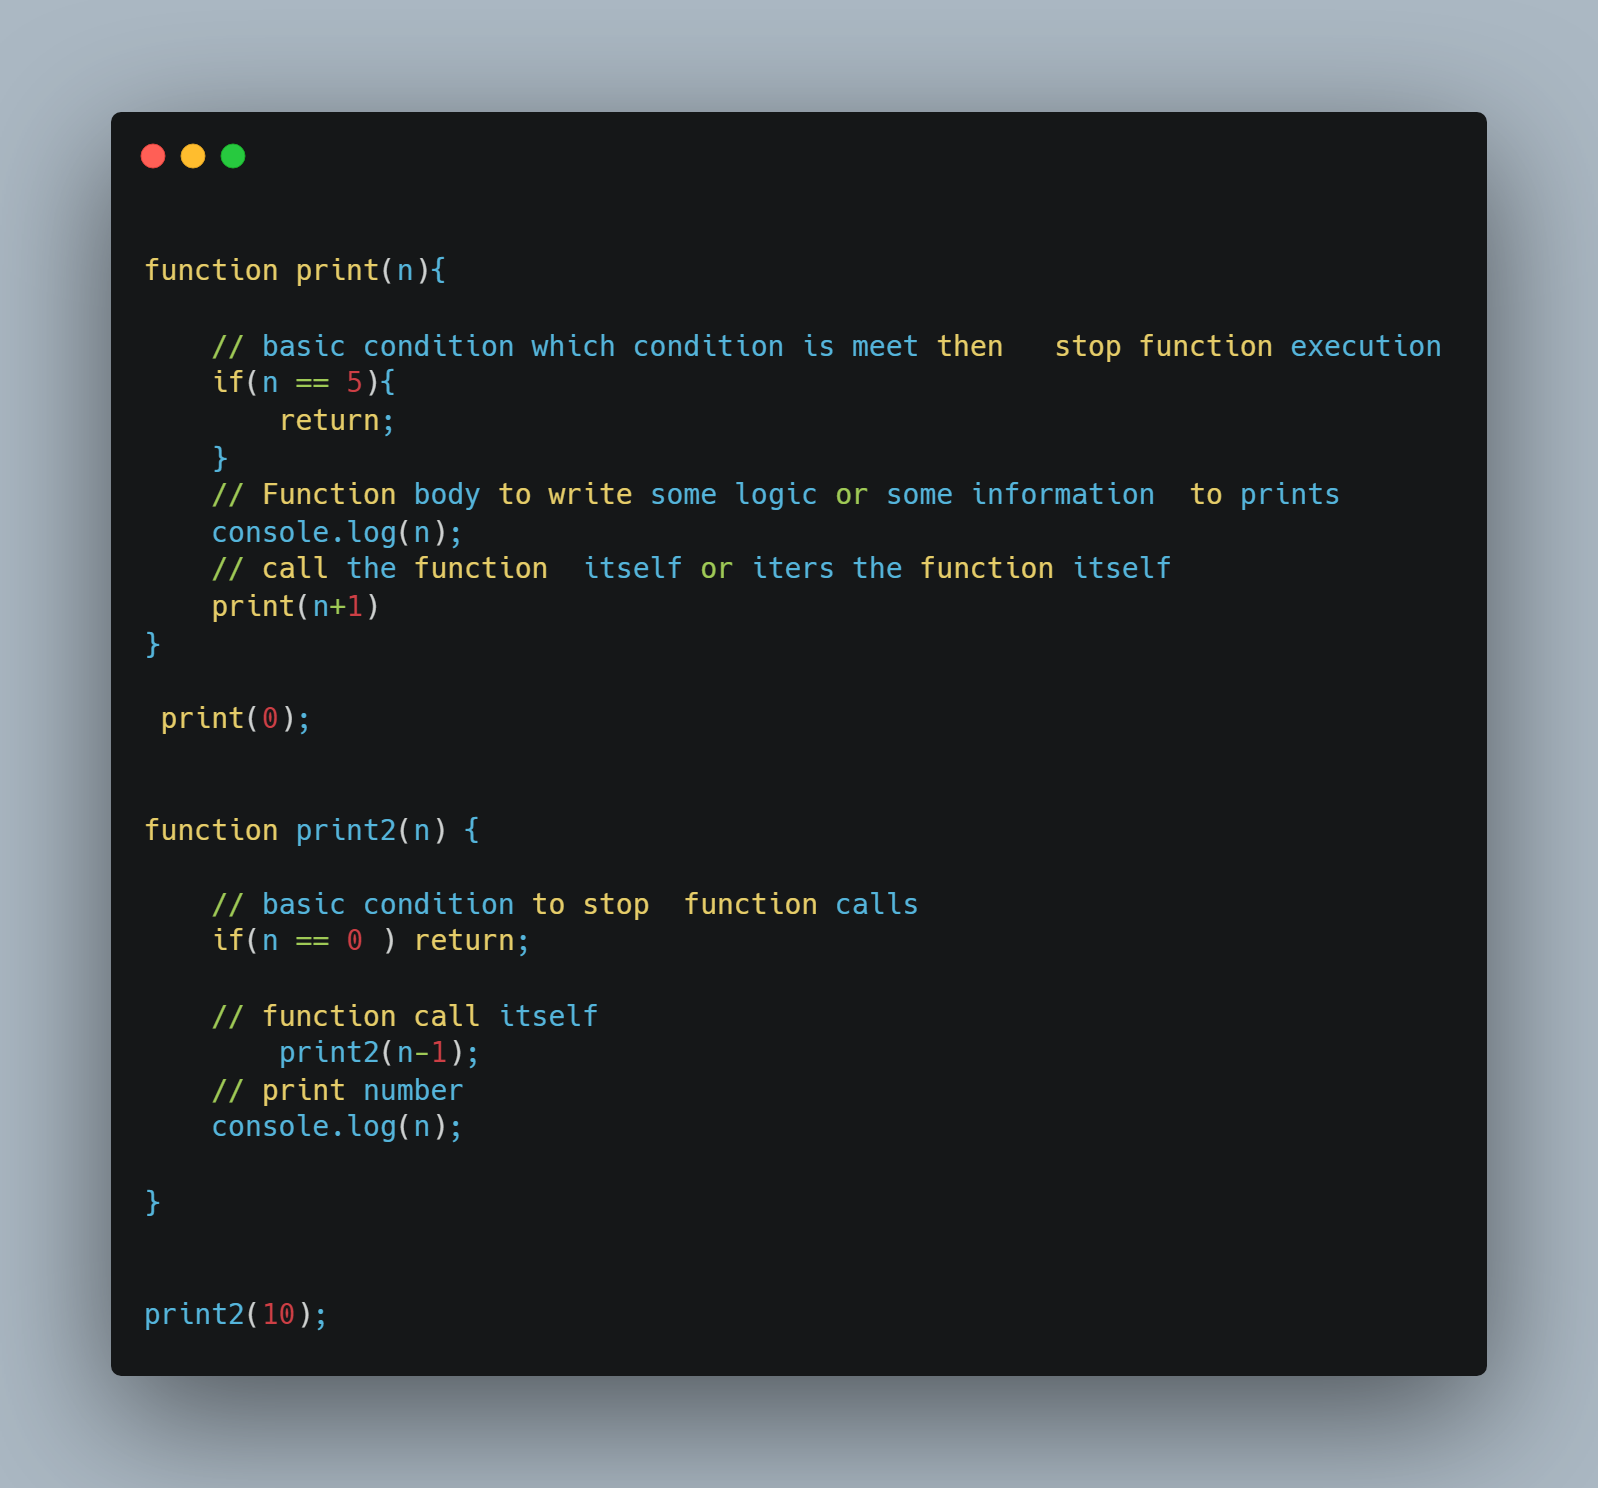 function print(n){
    // basic condition which condition is meet then   stop function execution
    if(n == 5){
        return;
    }
    // Function body to write some logic or some information  to prints
    console.log(n);
    // call the function  itself or iters the function itself
    print(n+1)
}
 print(0);
function print2(n) {
    // basic condition to stop  function calls
    if(n == 0 ) return;
    // function call itself
        print2(n-1);
    // print number
    console.log(n);
}
print2(10);